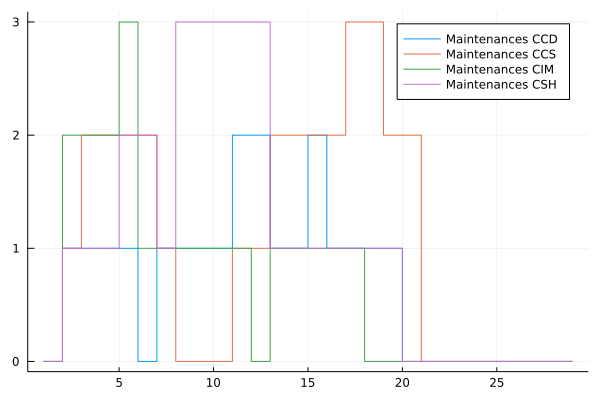 3
Maintenances CCD
Maintenances CCS
Maintenances CIM
Maintenances CSH
2
1
0
5 10 15 20 25